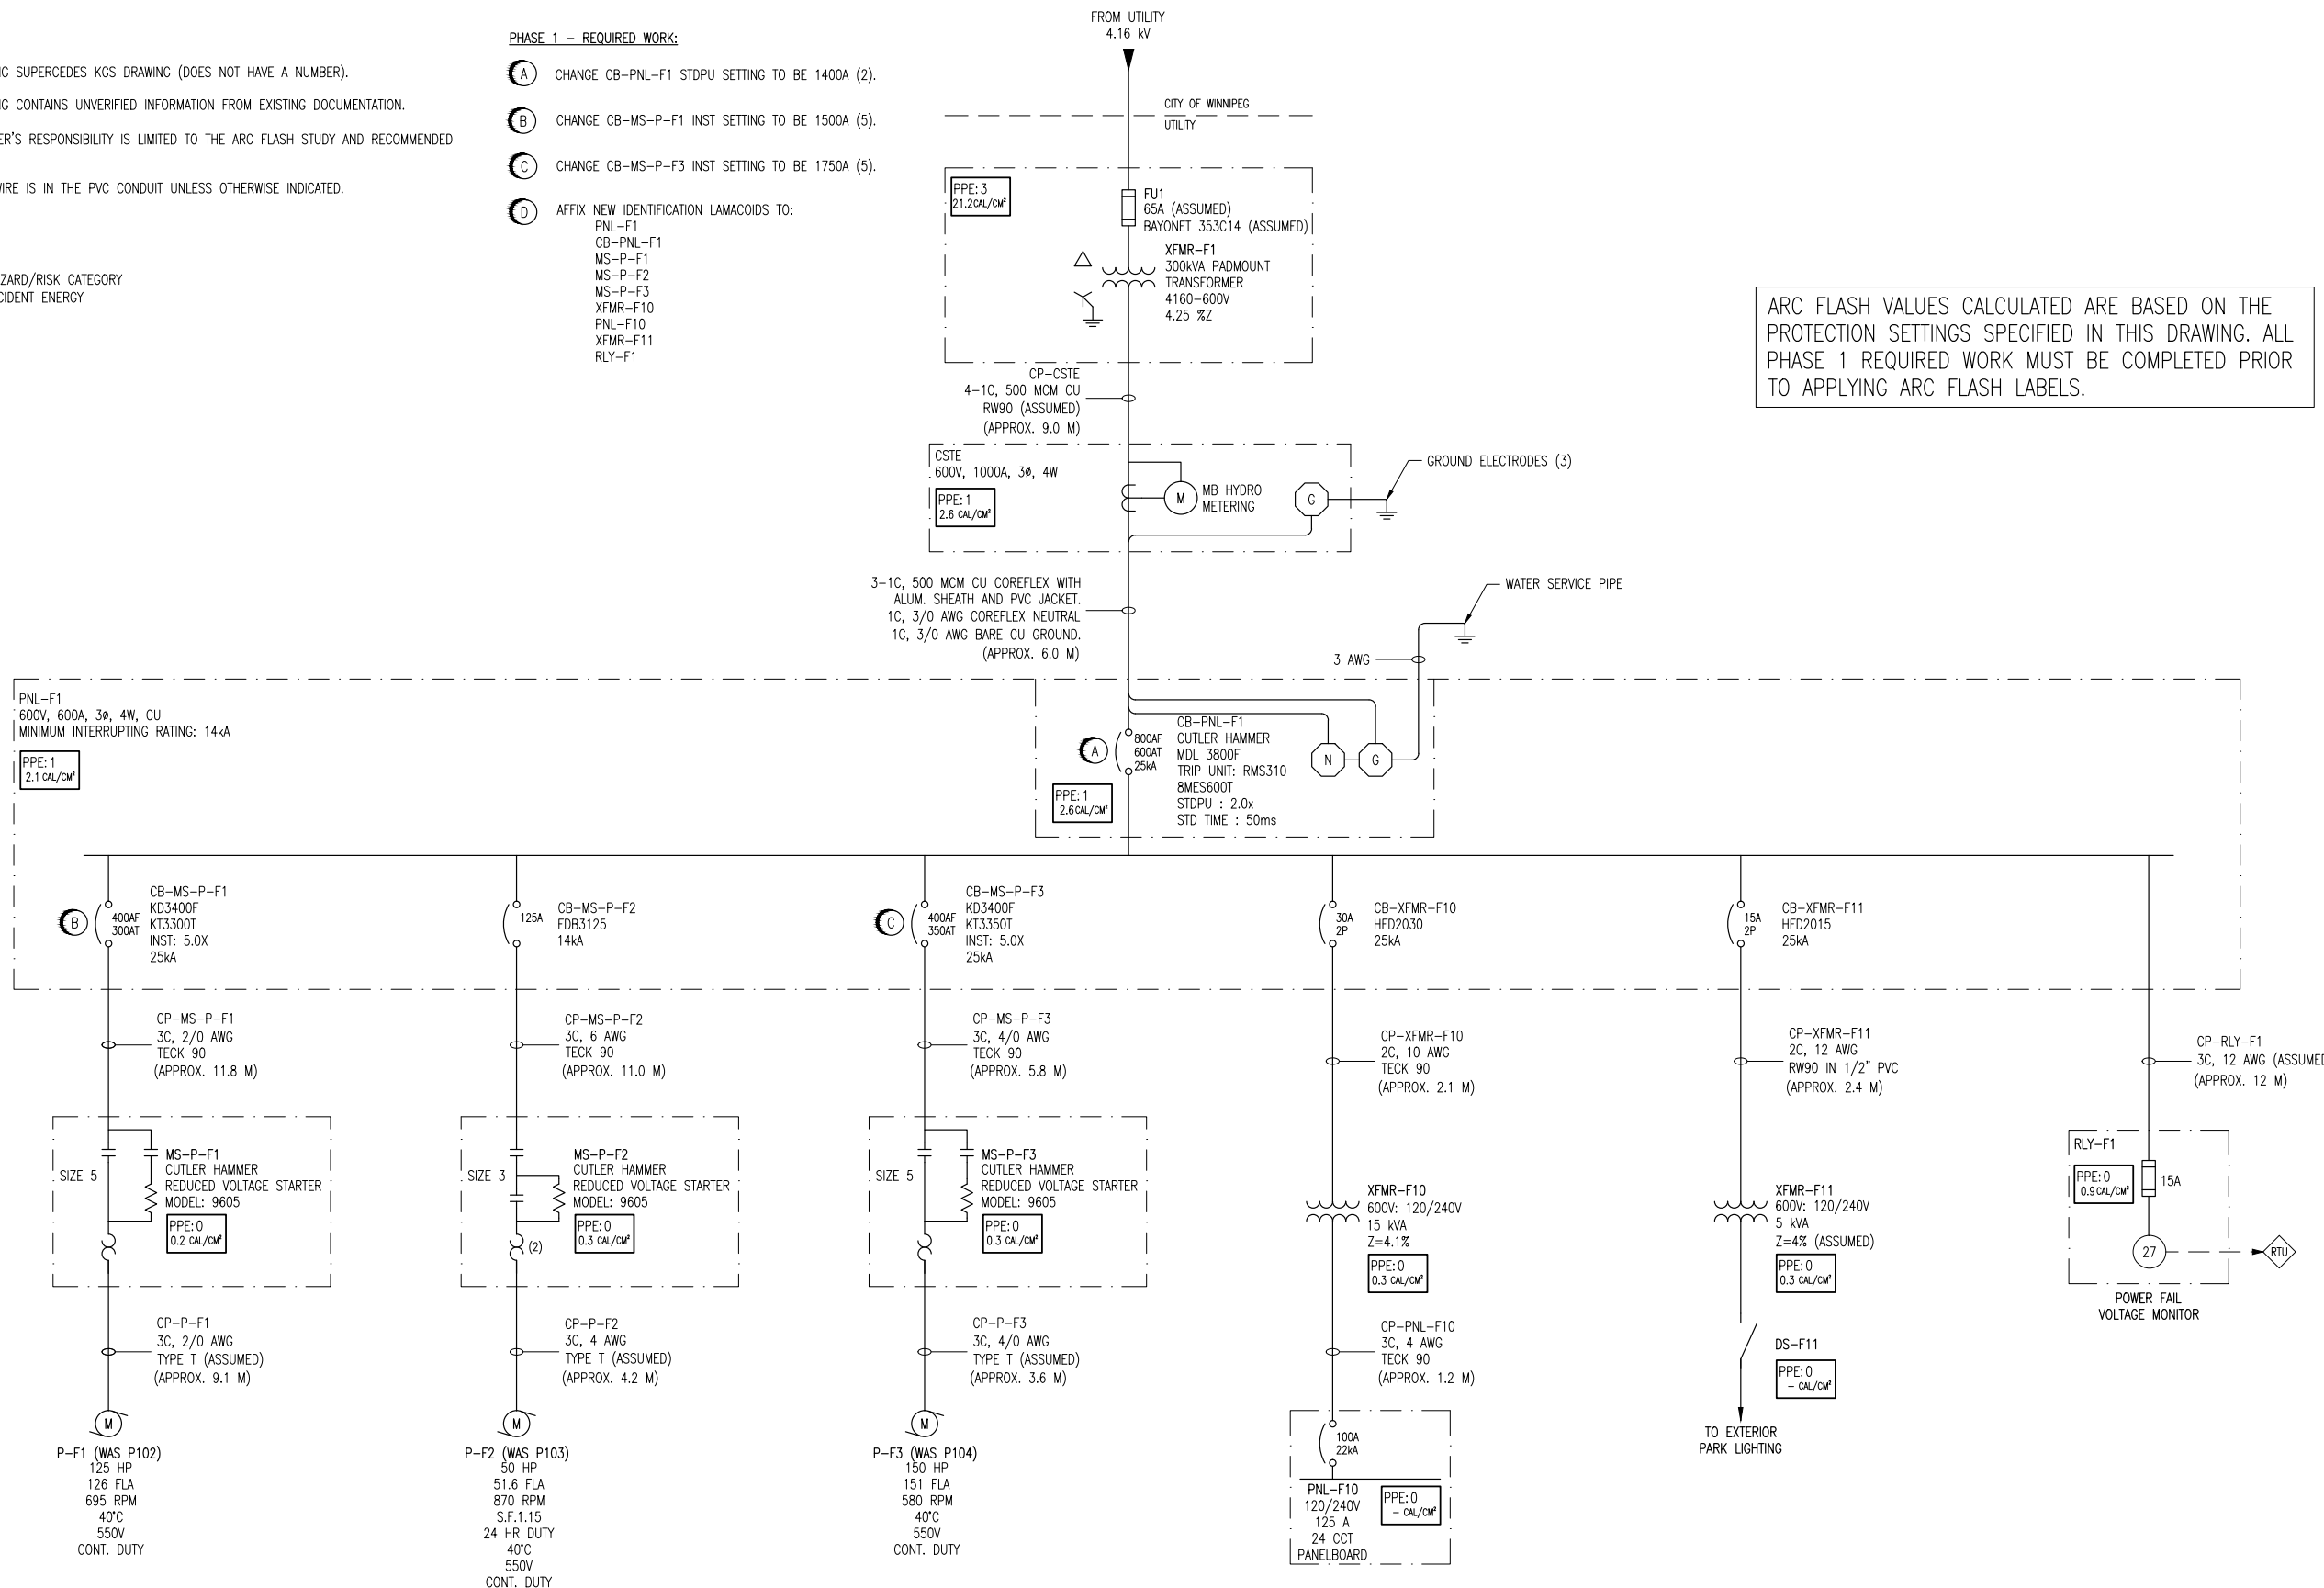 G SUPERCEDES KGS DRAWING (DOES NOT HAVE A NUMBER).
G CONTAINS UNVERIFIED INFORMATION FROM EXISTING DOCUMENTATION.
ER'S RESPONSIBILITY IS LIMITED TO THE ARC FLASH STUDY AND RECOMMENDED
WIRE IS IN THE PVC CONDUIT UNLESS OTHERWISE INDICATED.
ZARD/RISK CATEGORY
CIDENT ENERGY
PHASE 1 – REQUIRED WORK:
A CHANGE CB–PNL–F1 STDPU SETTING TO BE 1400A (2).
B CHANGE CB–MS–P–F1 INST SETTING TO BE 1500A (5).
C CHANGE CB–MS–P–F3 INST SETTING TO BE 1750A (5).
D AFFIX NEW IDENTIFICATION LAMACOIDS TO:
PNL–F1
CB–PNL–F1
MS–P–F1
MS–P–F2
MS–P–F3
XFMR–F10
PNL–F10
XFMR–F11
RLY–F1
FROM UTILITY
4.16 kV
CITY OF WINNIPEG
UTILITY
PPE: 3
21.2CAL/CM²
FU1
65A (ASSUMED)
BAYONET 353C14 (ASSUMED)
XFMR–F1
300kVA PADMOUNT
TRANSFORMER
4160–600V
4.25 %Z
ARC FLASH VALUES CALCULATED ARE BASED ON THE
PROTECTION SETTINGS SPECIFIED IN THIS DRAWING. ALL
PHASE 1 REQUIRED WORK MUST BE COMPLETED PRIOR
TO APPLYING ARC FLASH LABELS.
CP–CSTE
4–1C, 500 MCM CU
RW90 (ASSUMED)
(APPROX. 9.0 M)
CSTE
600V, 1000A, 3ø, 4W
PPE: 1
2.6 CAL/CM²
M
MB HYDRO
METERING
G
GROUND ELECTRODES (3)
3–1C, 500 MCM CU COREFLEX WITH
ALUM. SHEATH AND PVC JACKET.
1C, 3/0 AWG COREFLEX NEUTRAL
1C, 3/0 AWG BARE CU GROUND.
(APPROX. 6.0 M)
WATER SERVICE PIPE
3 AWG
PNL–F1
600V, 600A, 3ø, 4W, CU
MINIMUM INTERRUPTING RATING: 14kA
PPE: 1
2.1 CAL/CM²
A
800AF
600AT
25kA
CB–PNL–F1
CUTLER HAMMER
MDL 3800F
TRIP UNIT: RMS310
8MES600T
STDPU : 2.0x
STD TIME : 50ms
PPE: 1
2.6CAL/CM²
N
G
B
400AF
300AT
CB–MS–P–F1
KD3400F
KT3300T
INST: 5.0X
25kA
125A
CB–MS–P–F2
FDB3125
14kA
C
400AF
350AT
CB–MS–P–F3
KD3400F
KT3350T
INST: 5.0X
25kA
30A
2P
CB–XFMR–F10
HFD2030
25kA
15A
2P
CB–XFMR–F11
HFD2015
25kA
CP–MS–P–F1
3C, 2/0 AWG
TECK 90
(APPROX. 11.8 M)
CP–MS–P–F2
3C, 6 AWG
TECK 90
(APPROX. 11.0 M)
CP–MS–P–F3
3C, 4/0 AWG
TECK 90
(APPROX. 5.8 M)
CP–XFMR–F10
2C, 10 AWG
TECK 90
(APPROX. 2.1 M)
CP–XFMR–F11
2C, 12 AWG
RW90 IN 1/2" PVC
(APPROX. 2.4 M)
CP–RLY–F1
3C, 12 AWG (ASSUMED
(APPROX. 12 M)
SIZE 5
MS–P–F1
CUTLER HAMMER
REDUCED VOLTAGE STARTER
MODEL: 9605
PPE: 0
0.2 CAL/CM²
SIZE 3
MS–P–F2
CUTLER HAMMER
REDUCED VOLTAGE STARTER
MODEL: 9605
PPE: 0
0.3 CAL/CM²
(2)
SIZE 5
MS–P–F3
CUTLER HAMMER
REDUCED VOLTAGE STARTER
MODEL: 9605
PPE: 0
0.3 CAL/CM²
XFMR–F10
600V: 120/240V
15 kVA
Z=4.1%
PPE: 0
0.3 CAL/CM²
XFMR–F11
600V: 120/240V
5 kVA
Z=4% (ASSUMED)
PPE: 0
0.3 CAL/CM²
RLY–F1
PPE: 0
0.9CAL/CM²
15A
27
RTU
POWER FAIL
VOLTAGE MONITOR
CP–P–F1
3C, 2/0 AWG
TYPE T (ASSUMED)
(APPROX. 9.1 M)
CP–P–F2
3C, 4 AWG
TYPE T (ASSUMED)
(APPROX. 4.2 M)
CP–P–F3
3C, 4/0 AWG
TYPE T (ASSUMED)
(APPROX. 3.6 M)
CP–PNL–F10
3C, 4 AWG
TECK 90
(APPROX. 1.2 M)
DS–F11
PPE: 0
– CAL/CM²
TO EXTERIOR
PARK LIGHTING
M
P–F1 (WAS P102)
125 HP
126 FLA
695 RPM
40°C
550V
CONT. DUTY
M
P–F2 (WAS P103)
50 HP
51.6 FLA
870 RPM
S.F.1.15
24 HR DUTY
40°C
550V
CONT. DUTY
M
P–F3 (WAS P104)
150 HP
151 FLA
580 RPM
40°C
550V
CONT. DUTY
100A
22kA
PNL–F10
120/240V
125 A
24 CCT
PANELBOARD
PPE: 0
– CAL/CM²